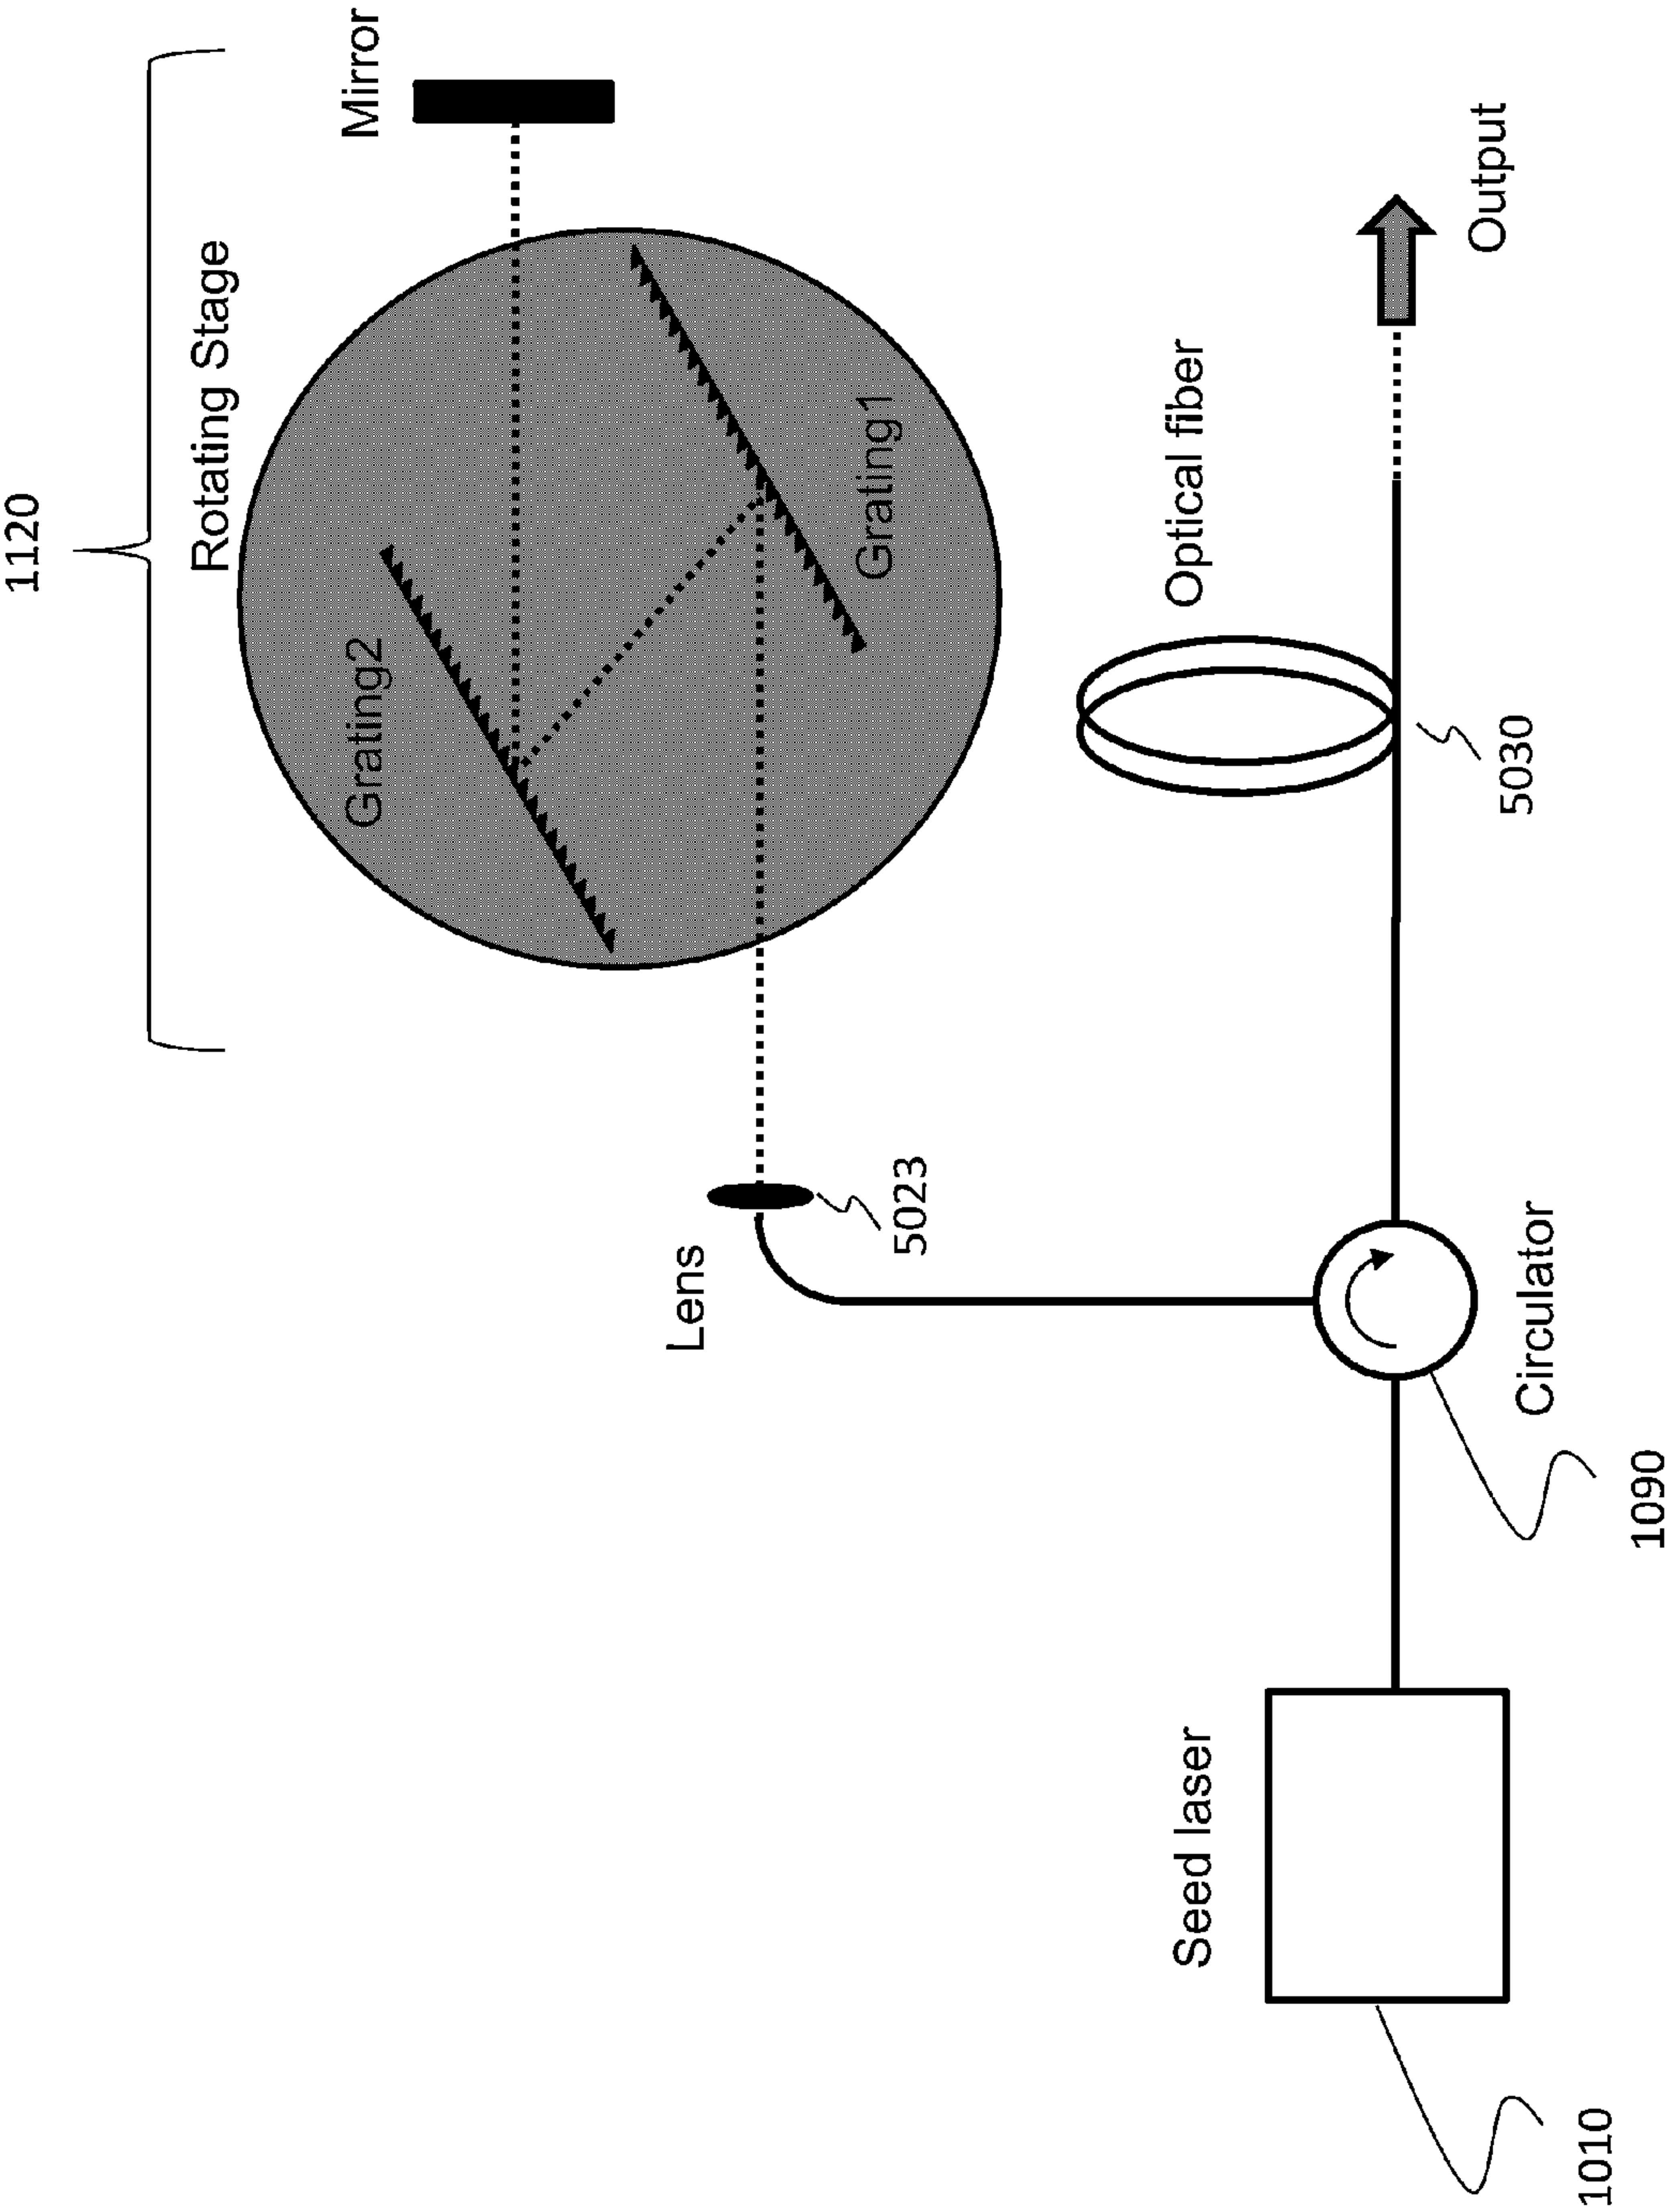 1120
Rotating Stage
Mirror
Grating2
Grating1
Lens
5023
Optical fiber
5030
Output
Seed laser
1010
Circulator
1090